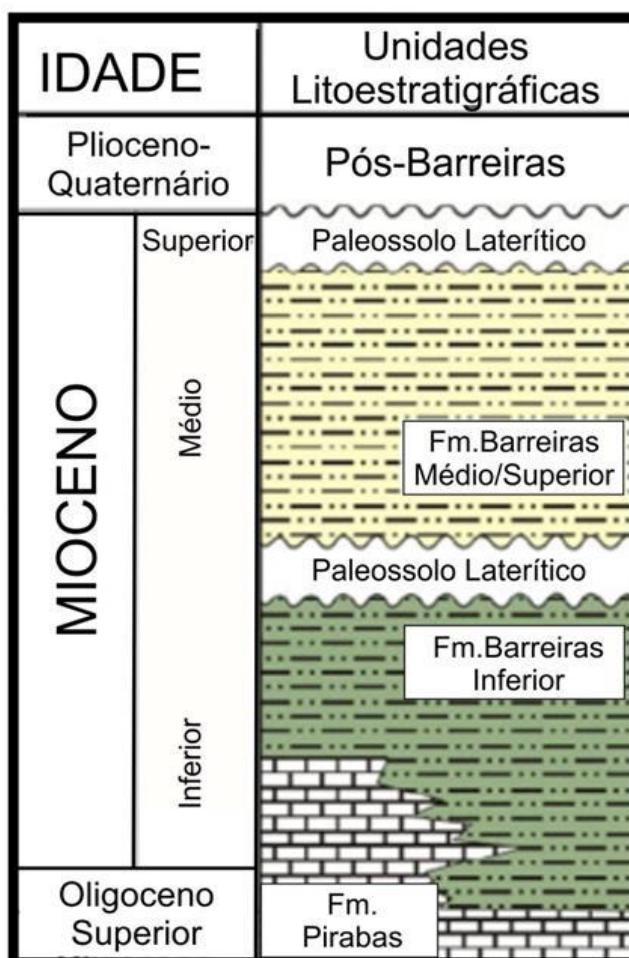 IDADE
Unidades
Litoestratigráficas
Plioceno-
Quaternário
Pós-Barreiras
MIOCENO
Superior
Paleossolo Laterítico
Médio
Fm.Barreiras
Médio/Superior
Paleossolo Laterítico
Fm.Barreiras
Inferior
Inferior
Oligoceno
Superior
Fm.
Pirabas